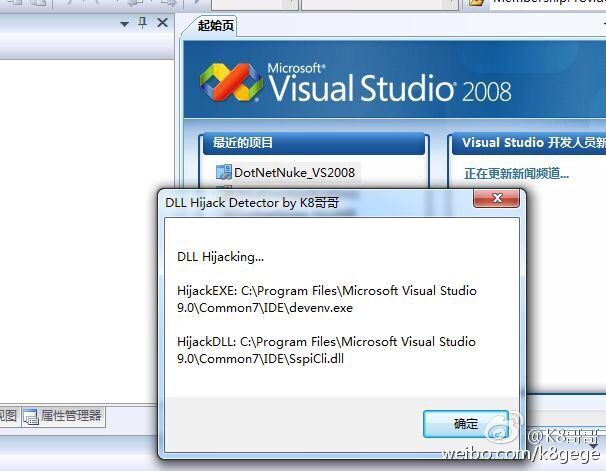 起始页
Microsoft®
Visual Studio® 2008
最近的项目
Visual Studio 开发人员新
DotNetNuke_VS2008
正在更新新闻频道...
DLL Hijack Detector by K8哥哥
DLL Hijacking...
HijackEXE: C:\Program Files\Microsoft Visual Studio
9.0\Common7\IDE\devenv.exe
HijackDLL: C:\Program Files\Microsoft Visual Studio
9.0\Common7\IDE\SspiCli.dll
确定
视图
属性管理器
@K8哥哥
weibo.com/k8gege